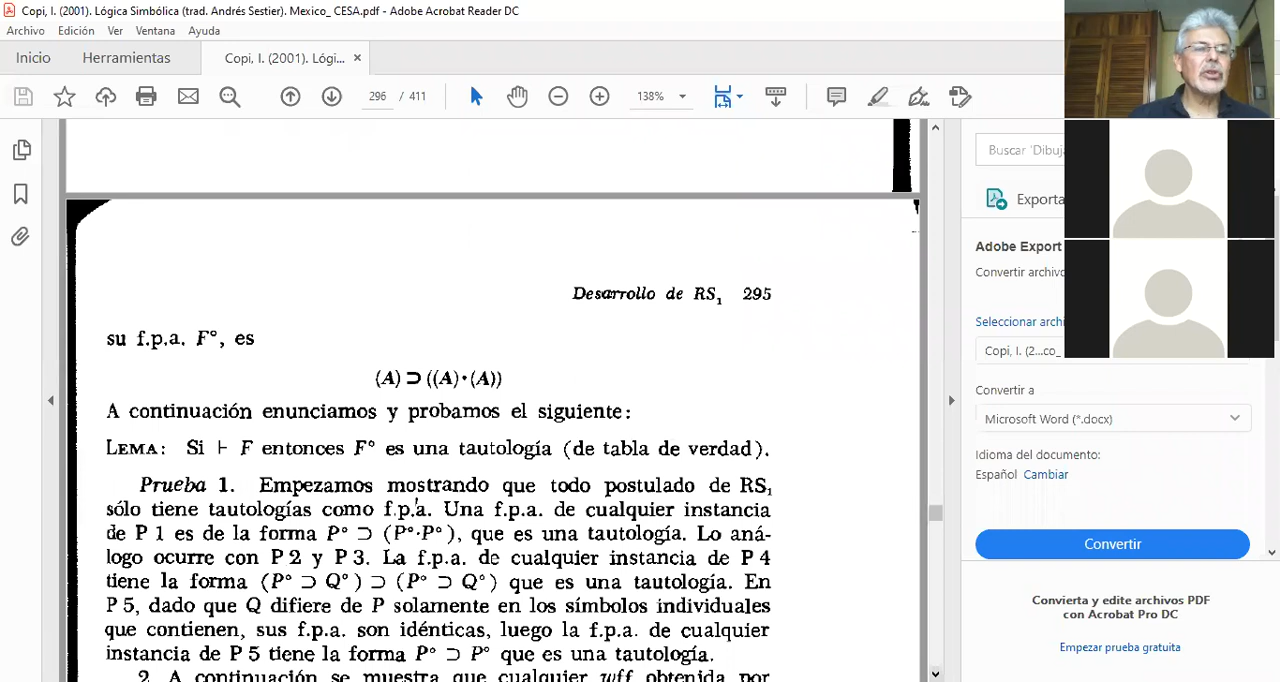 Copi, I. (2001). Lógica Simbólica (trad. Andrés Sestier). Mexico_ CESA.pdf - Adobe Acrobat Reader DC
Archivo Edición Ver Ventana Ayuda
Inicio Herramientas Copi, I. (2001). Lógi... ×
296 / 411 138%
Buscar 'Dibuj
Exporta
Adobe Export
Convertir archivo
Seleccionar archi
Copi, I. (2...co_
Convertir a
Microsoft Word (*.docx)
Idioma del documento:
Español Cambiar
Convertir
Convierta y edite archivos PDF
con Acrobat Pro DC
Empezar prueba gratuita
Desarrollo de RS₁ 295
su f.p.a. F°, es
(A) ⊃ ((A)·(A))
A continuación enunciamos y probamos el siguiente:
LEMA: Si ⊢ F entonces F° es una tautología (de tabla de verdad).
Prueba 1. Empezamos mostrando que todo postulado de RS₁
sólo tiene tautologías como f.p.a. Una f.p.a. de cualquier instancia
de P 1 es de la forma P° ⊃ (P°·P°), que es una tautología. Lo aná-
logo ocurre con P 2 y P 3. La f.p.a. de cualquier instancia de P 4
tiene la forma (P° ⊃ Q°) ⊃ (P° ⊃ Q°) que es una tautología. En
P 5, dado que Q difiere de P solamente en los símbolos individuales
que contienen, sus f.p.a. son idénticas, luego la f.p.a. de cualquier
instancia de P 5 tiene la forma P° ⊃ P° que es una tautología.
2. A continuación se muestra que cualquier wff obtenida por